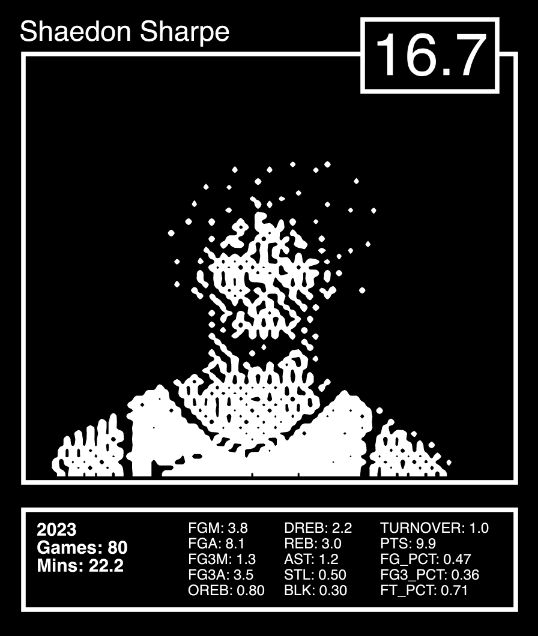 Shaedon Sharpe
16.7
2023
Games: 80
Mins: 22.2
FGM: 3.8
FGA: 8.1
FG3M: 1.3
FG3A: 3.5
OREB: 0.80
DREB: 2.2
REB: 3.0
AST: 1.2
STL: 0.50
BLK: 0.30
TURNOVER: 1.0
PTS: 9.9
FG_PCT: 0.47
FG3_PCT: 0.36
FT_PCT: 0.71